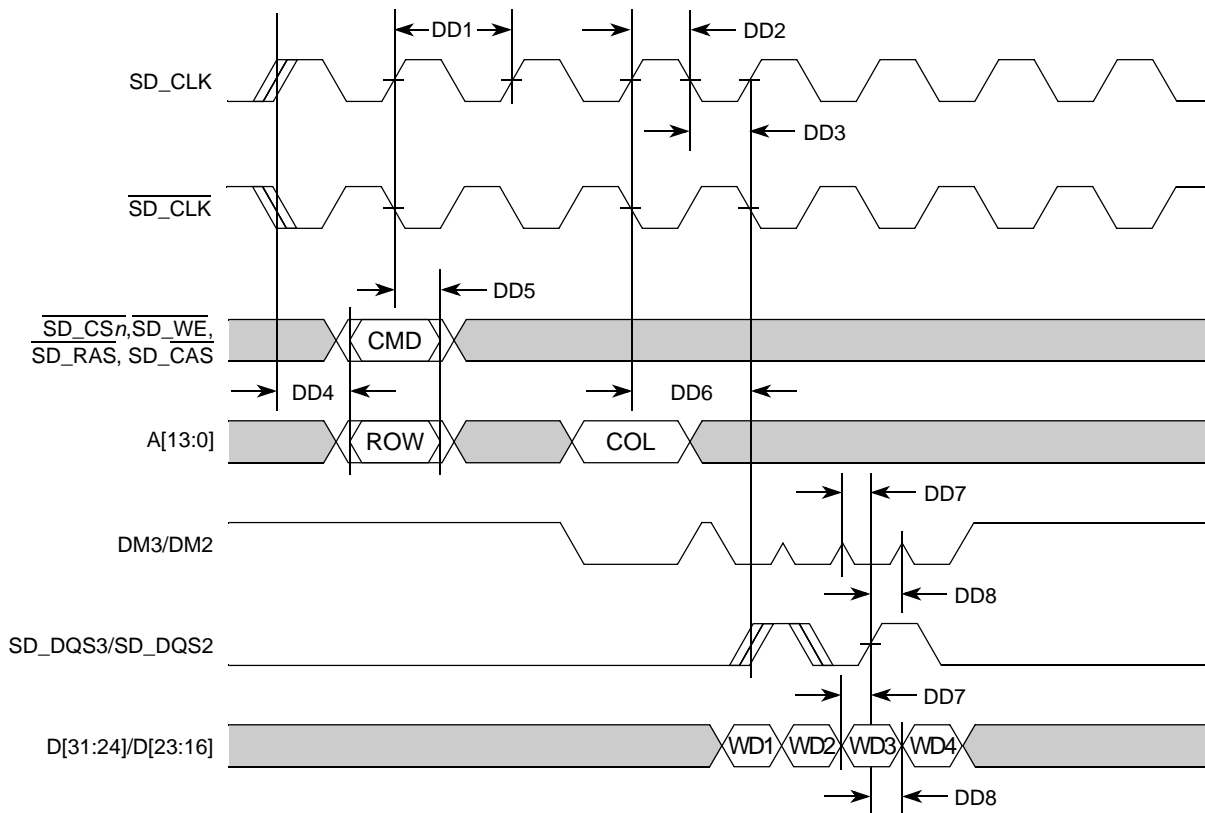 DD1
DD2
SD_CLK
DD3
SD_CLK
DD5
SD_CSn,SD_WE,
SD_RAS, SD_CAS
CMD
DD4
DD6
A[13:0]
ROW
COL
DD7
DM3/DM2
DD8
SD_DQS3/SD_DQS2
DD7
D[31:24]/D[23:16]
WD1
WD2
WD3
WD4
DD8